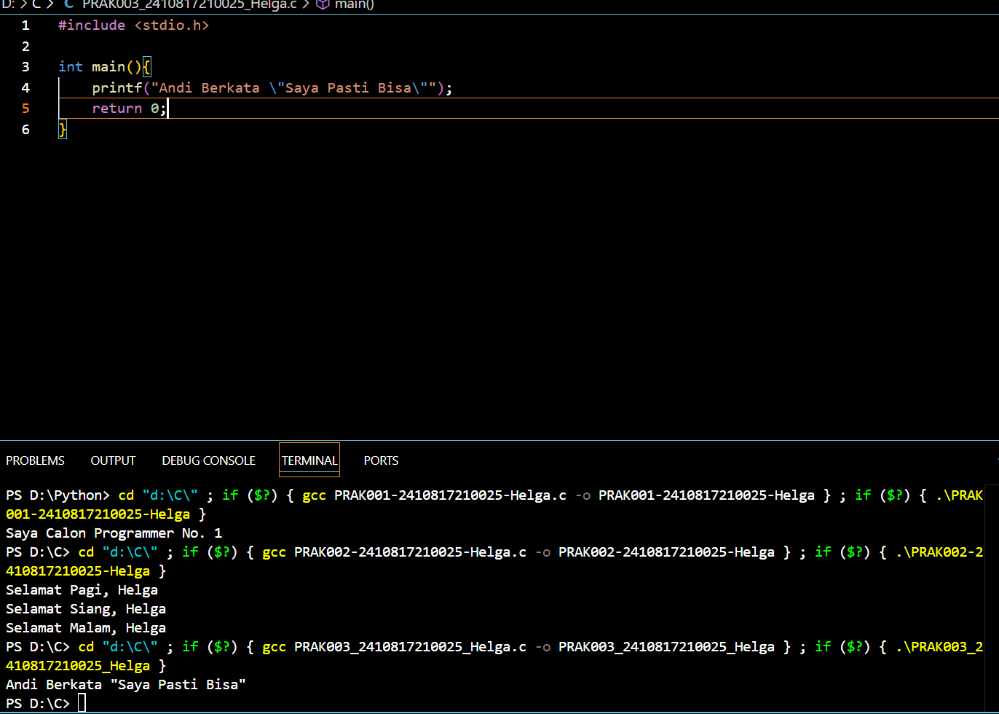 D: > C > C PRAK003_2410817210025_Helga.c > main()
1 #include <stdio.h>
2
3 int main(){
4 printf("Andi Berkata \"Saya Pasti Bisa\"");
5 return 0;
6 }
PROBLEMS OUTPUT DEBUG CONSOLE TERMINAL PORTS
PS D:\Python> cd "d:\C\" ; if ($?) { gcc PRAK001-2410817210025-Helga.c -o PRAK001-2410817210025-Helga } ; if ($?) { .\PRAK
001-2410817210025-Helga }
Saya Calon Programmer No. 1
PS D:\C> cd "d:\C\" ; if ($?) { gcc PRAK002-2410817210025-Helga.c -o PRAK002-2410817210025-Helga } ; if ($?) { .\PRAK002-2
410817210025-Helga }
Selamat Pagi, Helga
Selamat Siang, Helga
Selamat Malam, Helga
PS D:\C> cd "d:\C\" ; if ($?) { gcc PRAK003_2410817210025_Helga.c -o PRAK003_2410817210025_Helga } ; if ($?) { .\PRAK003_2
410817210025_Helga }
Andi Berkata "Saya Pasti Bisa"
PS D:\C>